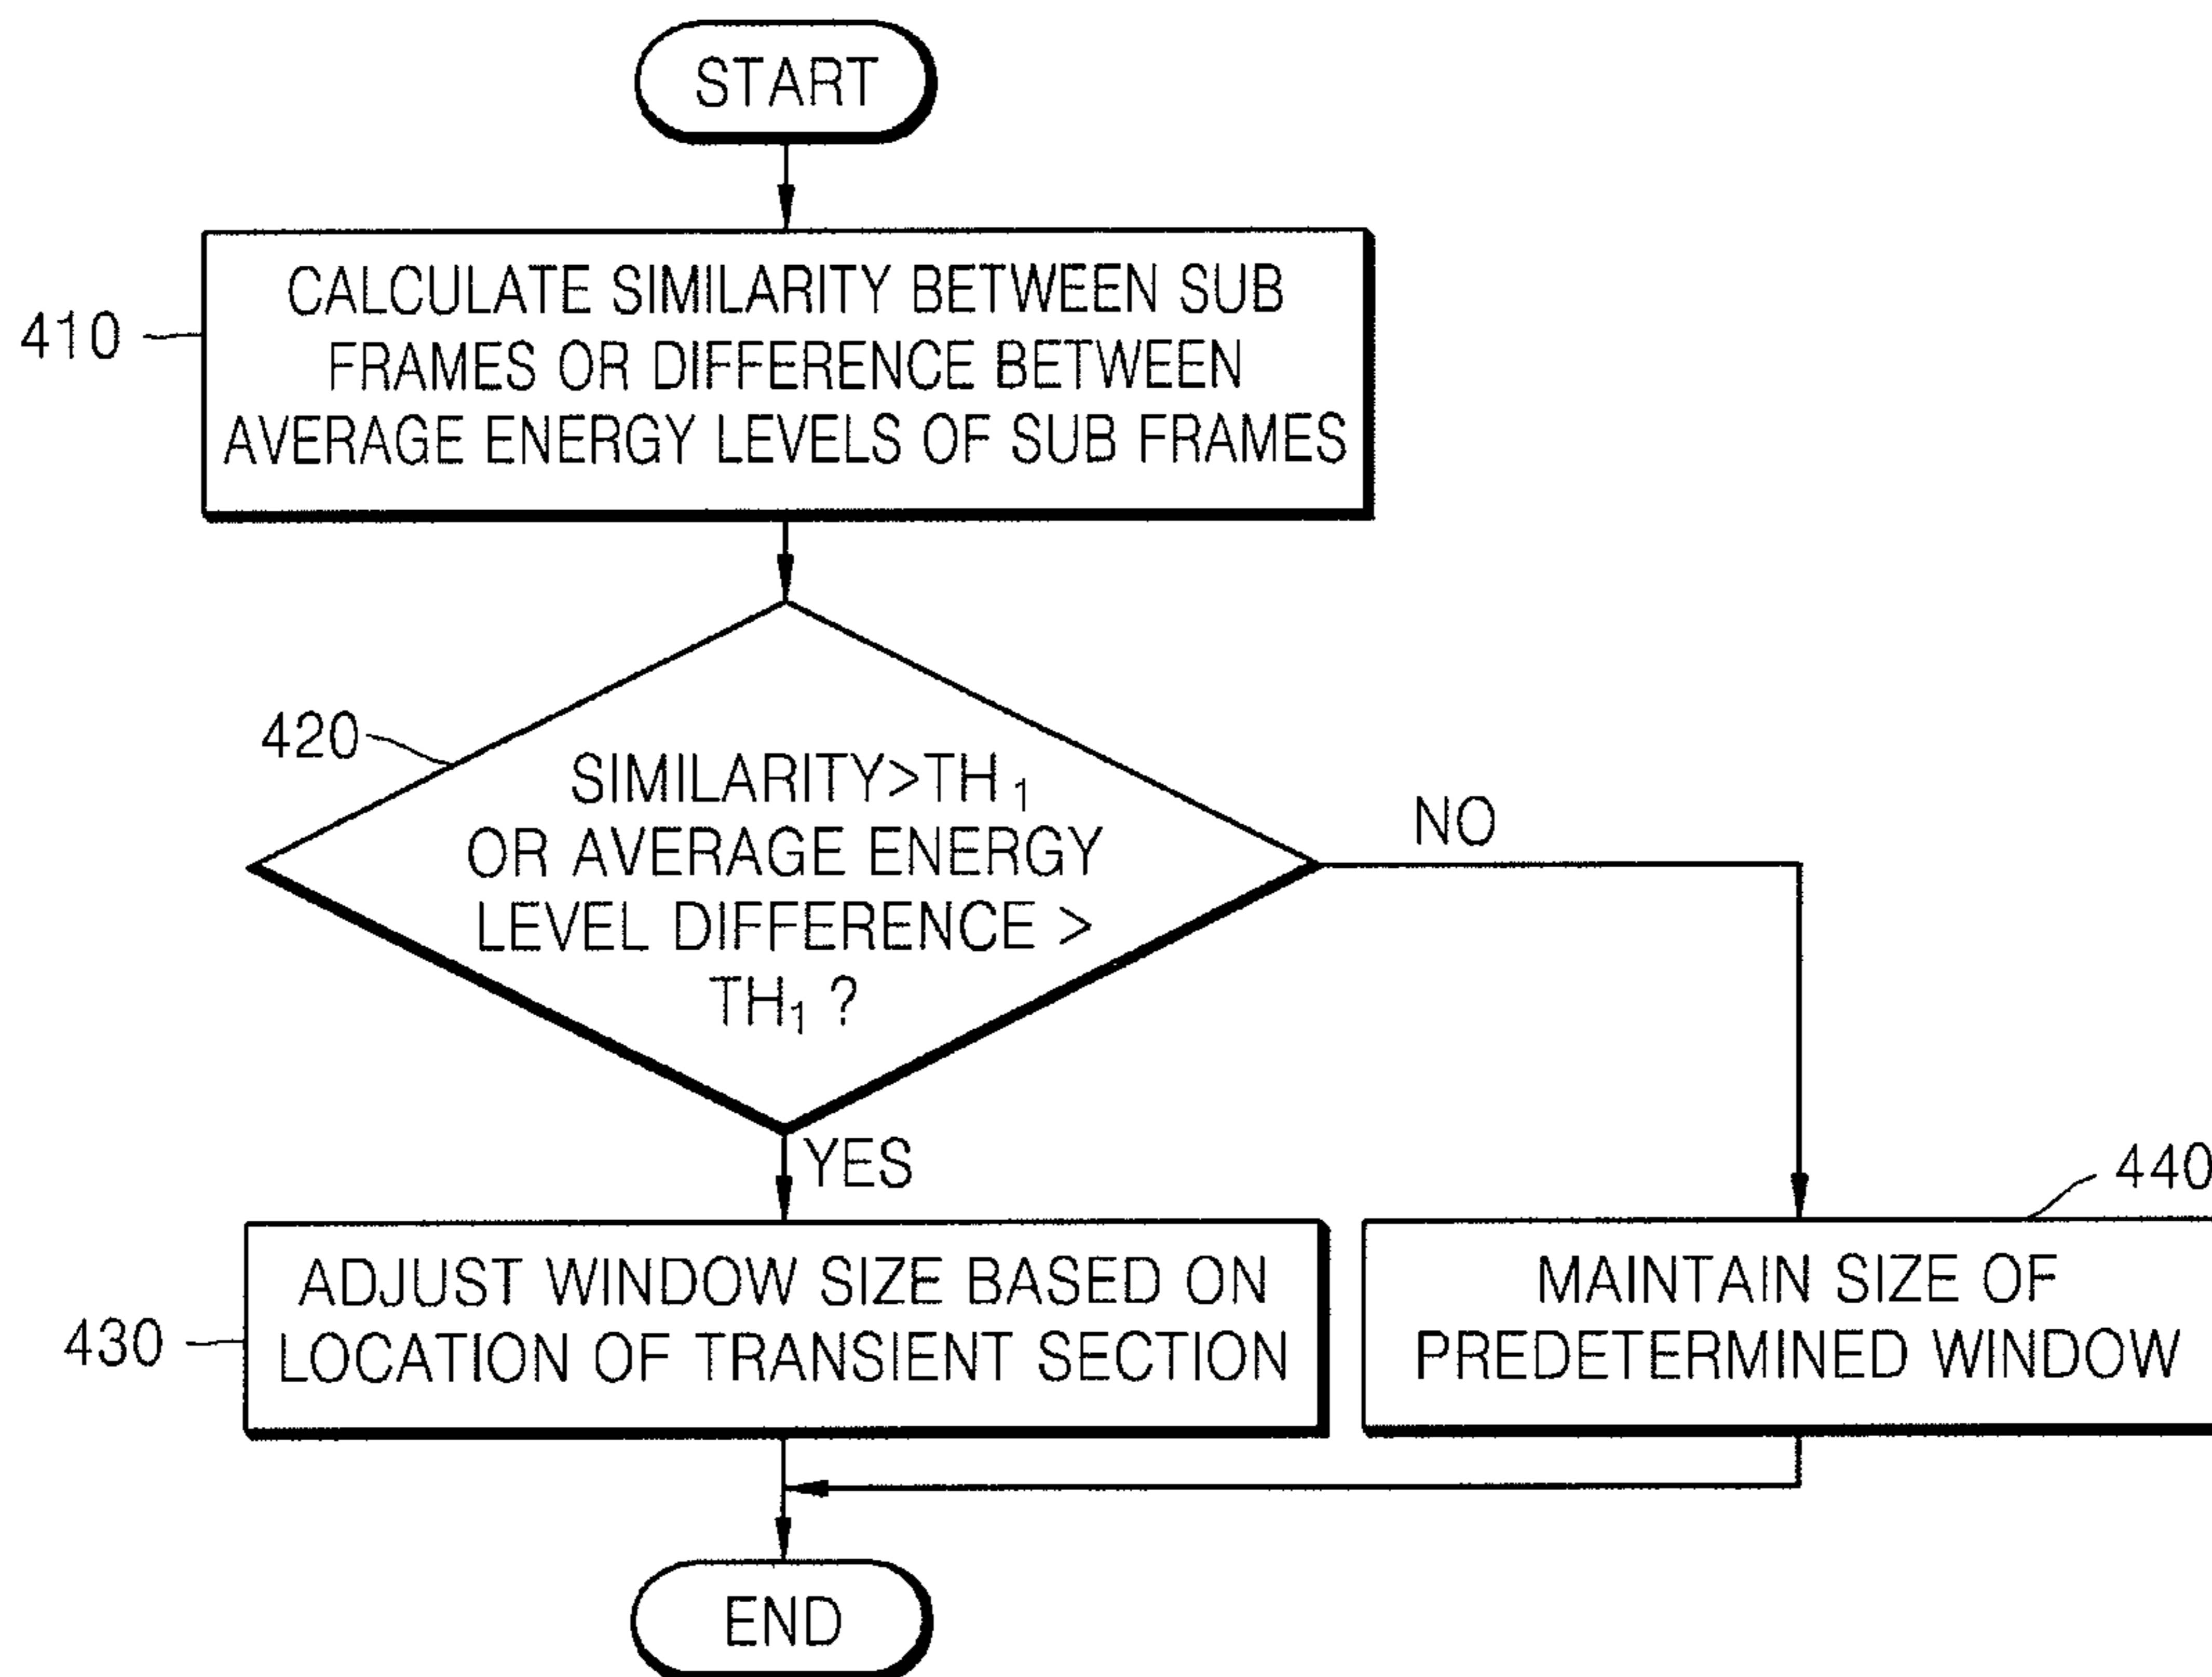 START
410
CALCULATE SIMILARITY BETWEEN SUB
FRAMES OR DIFFERENCE BETWEEN
AVERAGE ENERGY LEVELS OF SUB FRAMES
420
SIMILARITY>TH₁
OR AVERAGE ENERGY
LEVEL DIFFERENCE >
TH₁ ?
NO
YES
430
ADJUST WINDOW SIZE BASED ON
LOCATION OF TRANSIENT SECTION
440
MAINTAIN SIZE OF
PREDETERMINED WINDOW
END